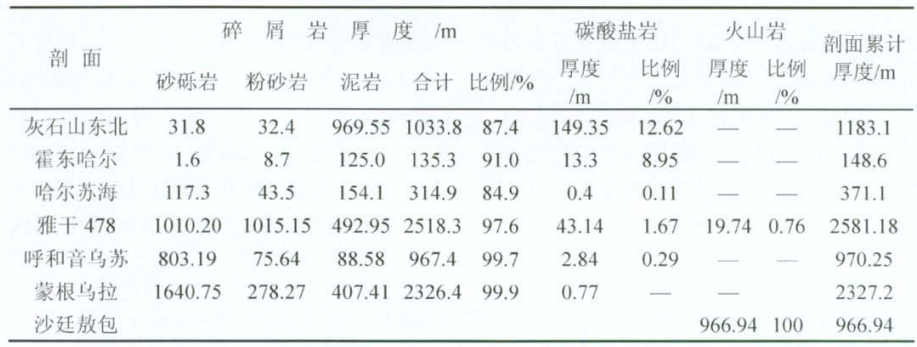 碎 屑 岩 厚 度 /m 碳酸盐岩 火山岩 剖面累计
剖 面 厚度 比例 厚度 比例 厚度/m
砂砾岩 粉砂岩 泥岩 合计 比例/% /m /% /m /%
灰石山东北 31.8 32.4 969.55 1033.8 87.4 149.35 12.62 — — 1183.1
霍东哈尔 1.6 8.7 125.0 135.3 91.0 13.3 8.95 — — 148.6
哈尔苏海 117.3 43.5 154.1 314.9 84.9 0.4 0.11 — — 371.1
雅干 478 1010.20 1015.15 492.95 2518.3 97.6 43.14 1.67 19.74 0.76 2581.18
呼和音乌苏 803.19 75.64 88.58 967.4 99.7 2.84 0.29 — — 970.25
蒙根乌拉 1640.75 278.27 407.41 2326.4 99.9 0.77 — — — 2327.2
沙廷敖包 966.94 100 966.94